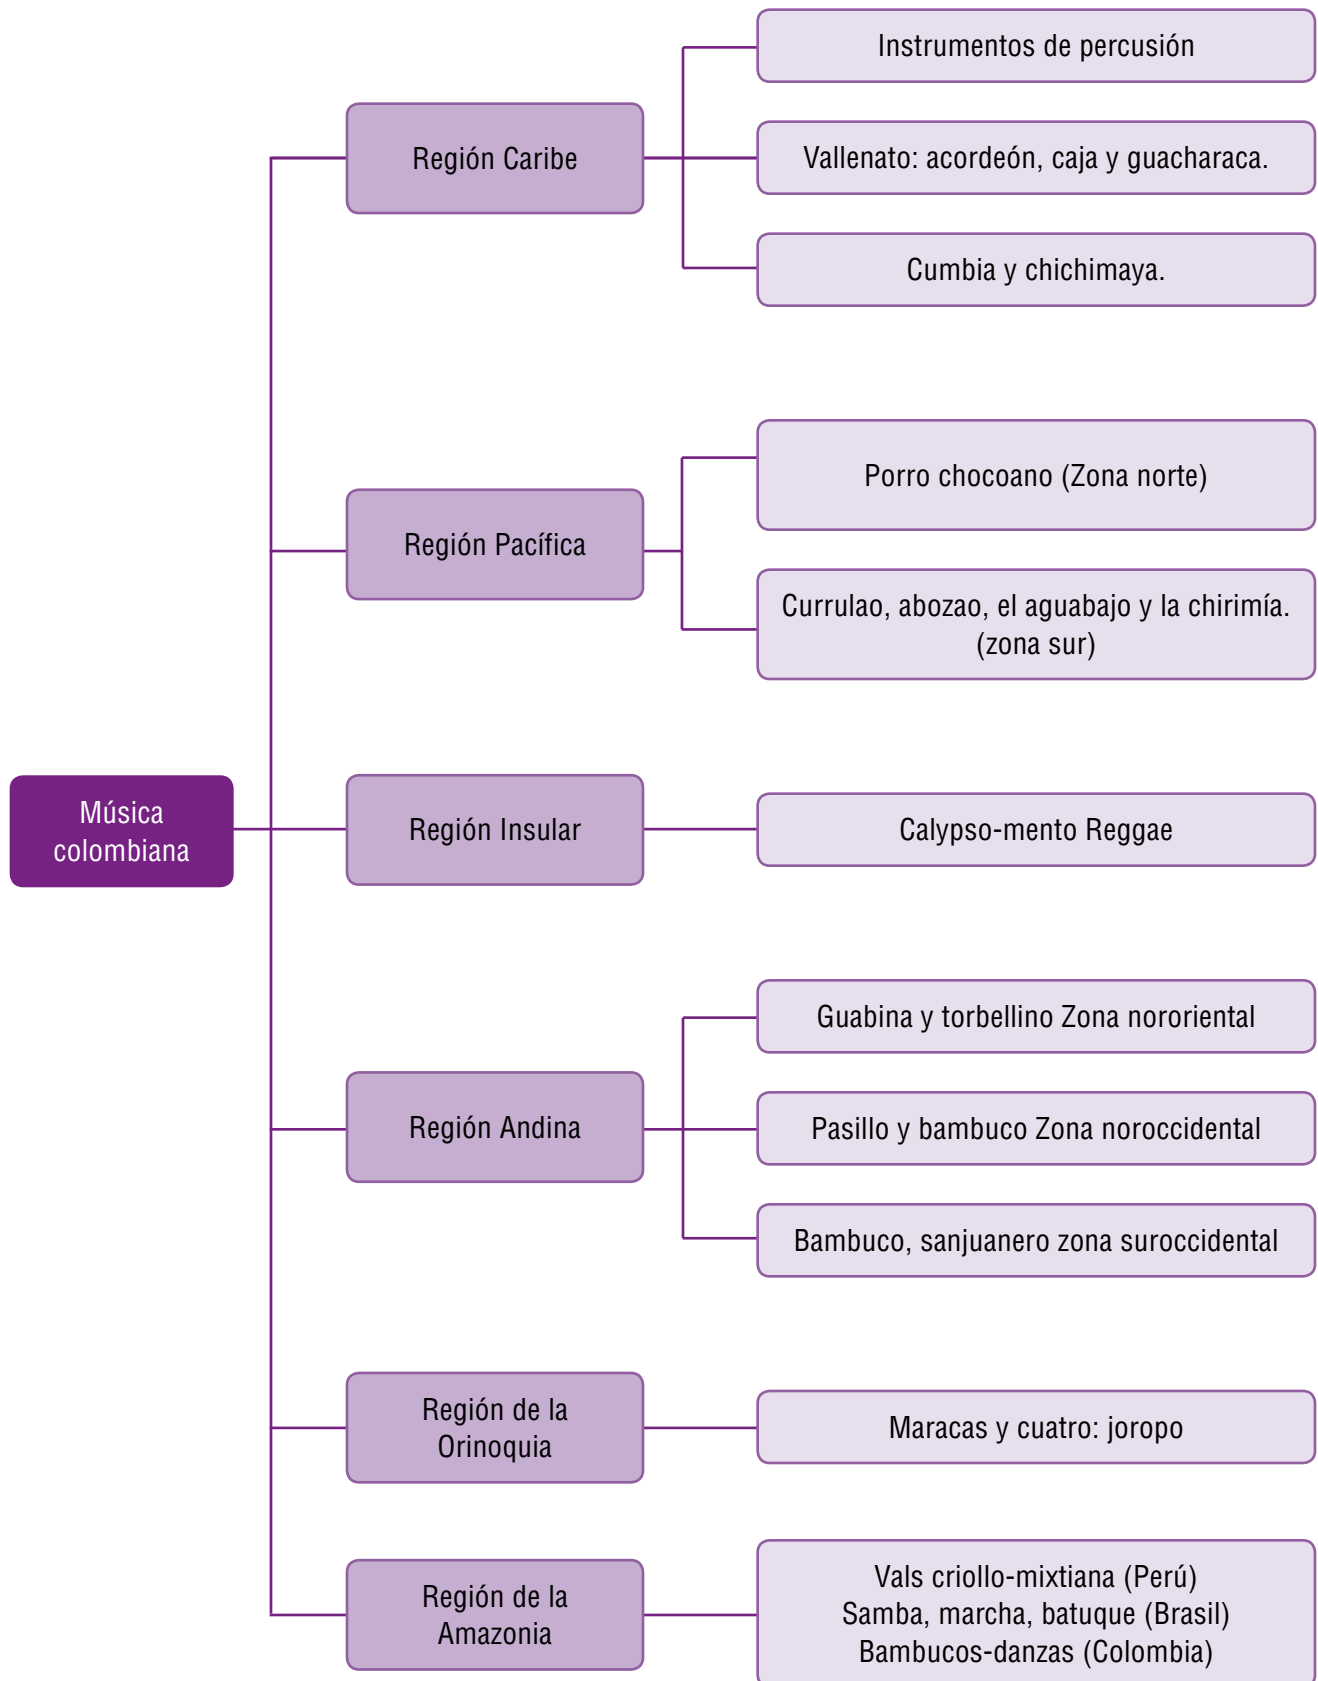 Música
colombiana
Región Caribe
Instrumentos de percusión
Vallenato: acordeón, caja y guacharaca.
Cumbia y chichimaya.
Región Pacífica
Porro chocoano (Zona norte)
Currulao, abozao, el aguabajo y la chirimía.
(zona sur)
Región Insular
Calypso-mento Reggae
Región Andina
Guabina y torbellino Zona nororiental
Pasillo y bambuco Zona noroccidental
Bambuco, sanjuanero zona suroccidental
Región de la
Orinoquia
Maracas y cuatro: joropo
Región de la
Amazonia
Vals criollo-mixtiana (Perú)
Samba, marcha, batuque (Brasil)
Bambucos-danzas (Colombia)